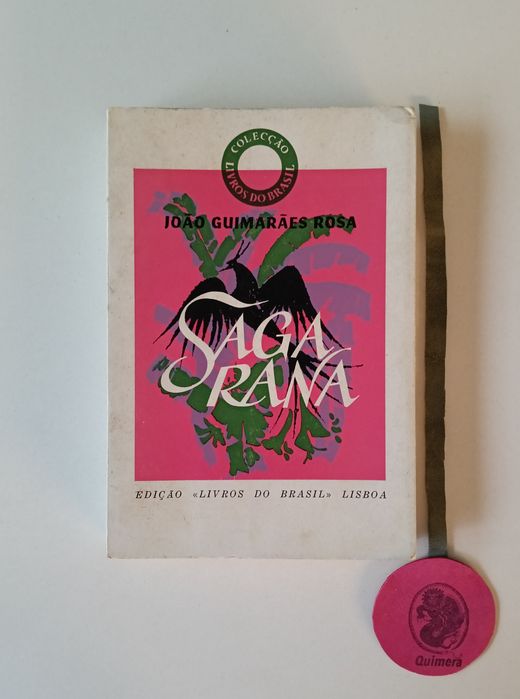 COLECÇÃO
LIVROS DO BRASIL
JOÃO GUIMARÃES ROSA
SAGA
RANA
EDIÇÃO «LIVROS DO BRASIL» LISBOA
Quimera